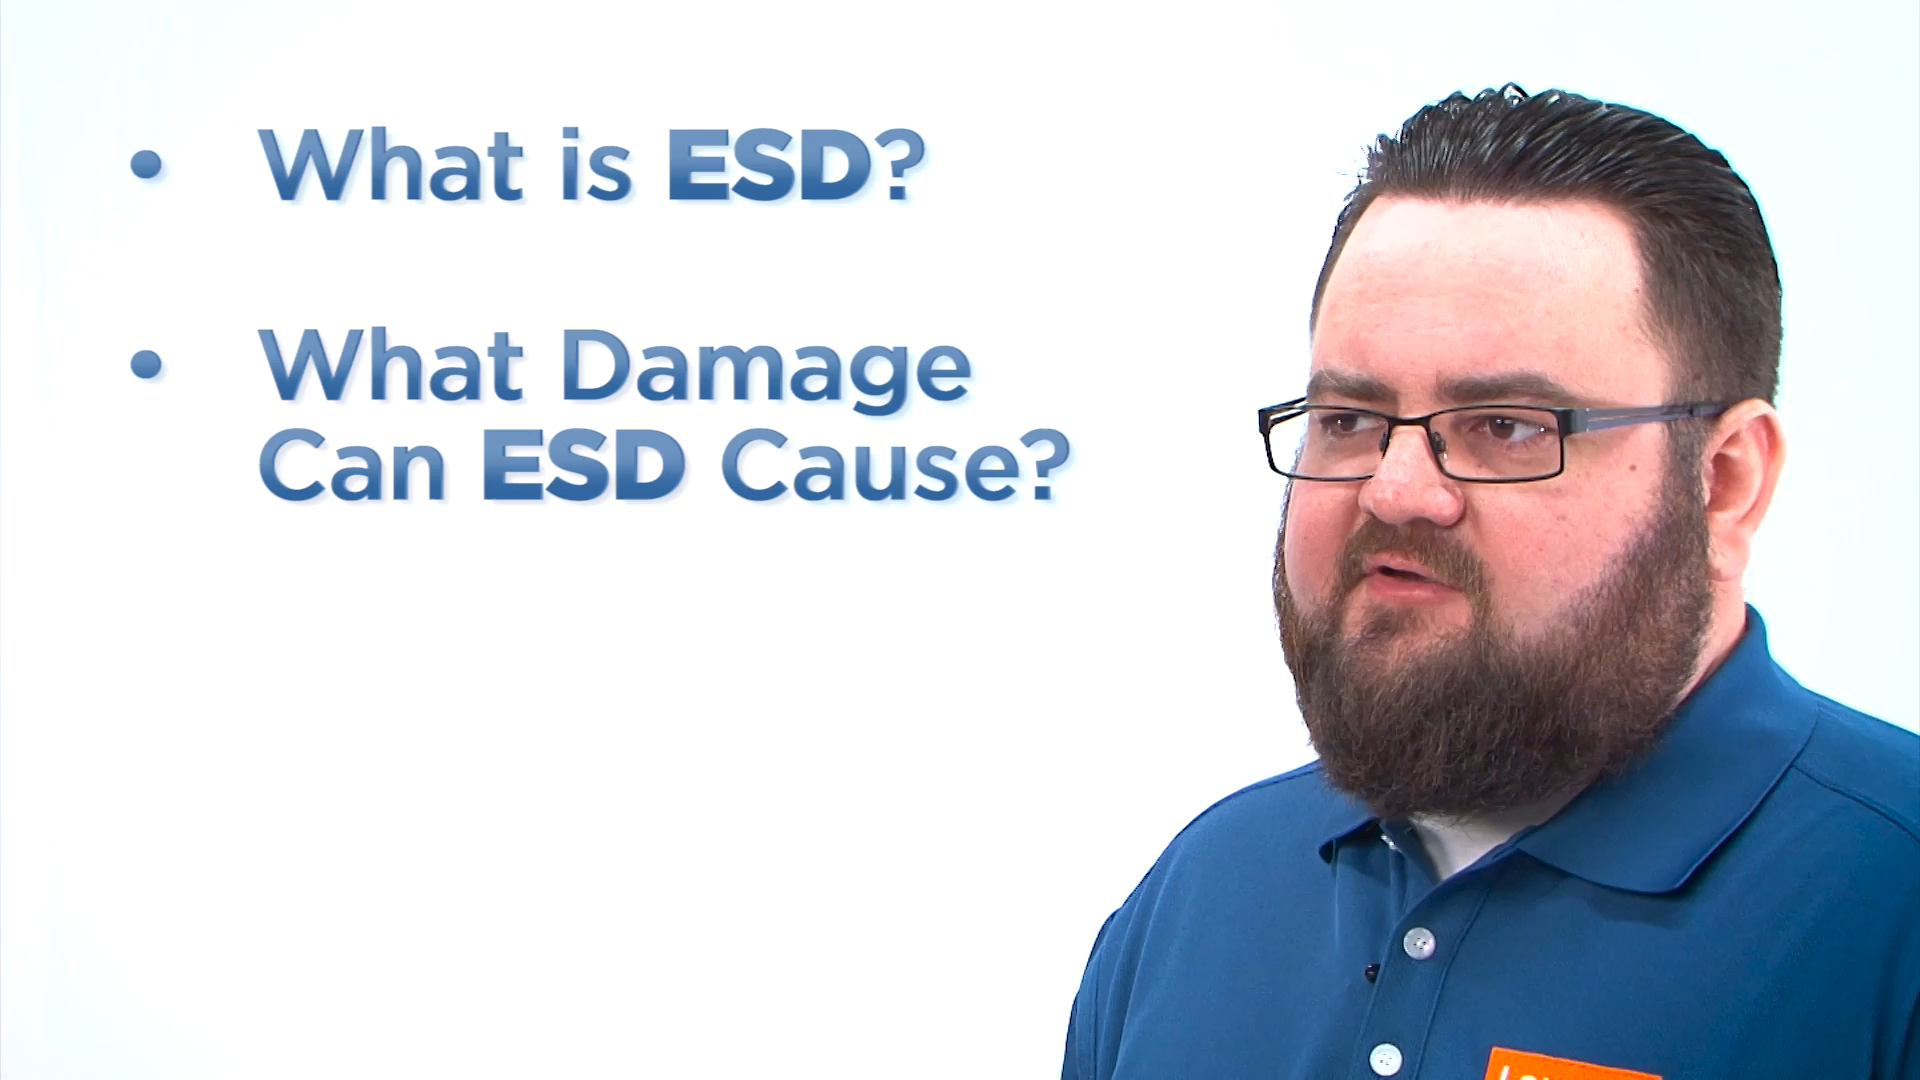 • What is ESD?
• What Damage
Can ESD Cause?